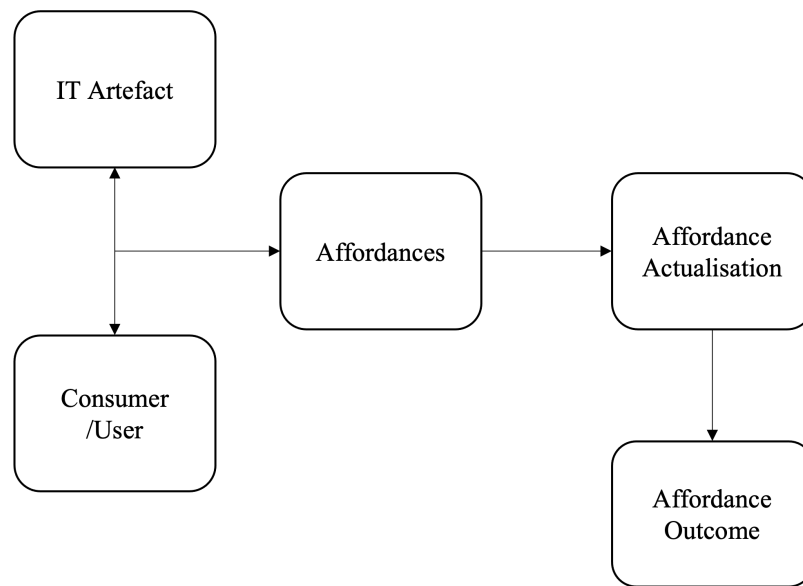 IT Artefact
Affordances
Affordance
Actualisation
Consumer
/User
Affordance
Outcome